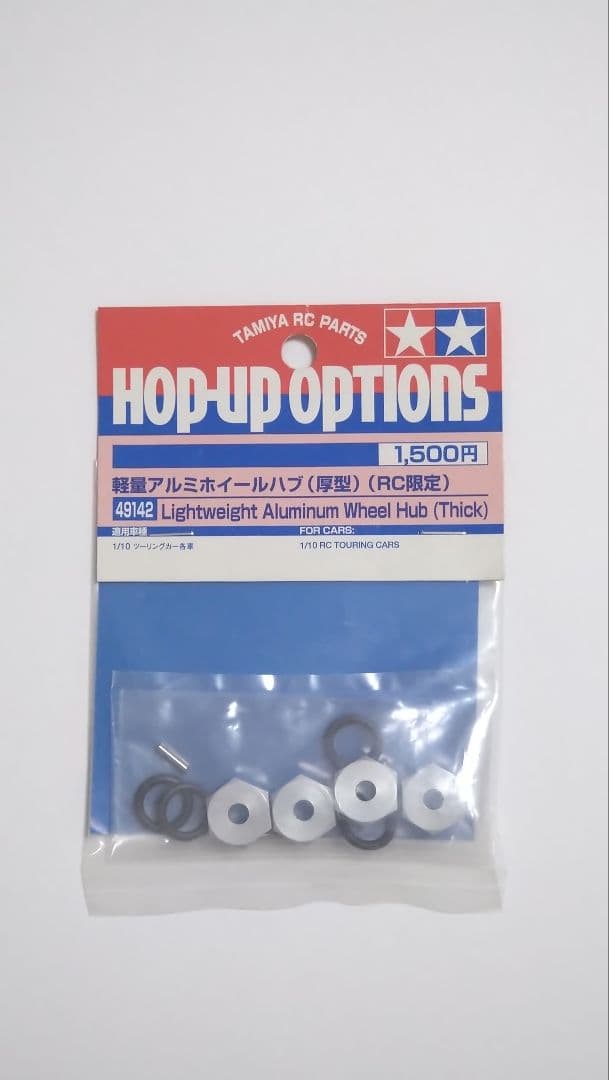 TAMIYA RC PARTS
HOP-UP OPTIONS
1,500円
軽量アルミホイールハブ(厚型)(RC限定)
49142 Lightweight Aluminum Wheel Hub (Thick)
適用車種 FOR CARS:
1/10 ツーリングカー各車 1/10 RC TOURING CARS